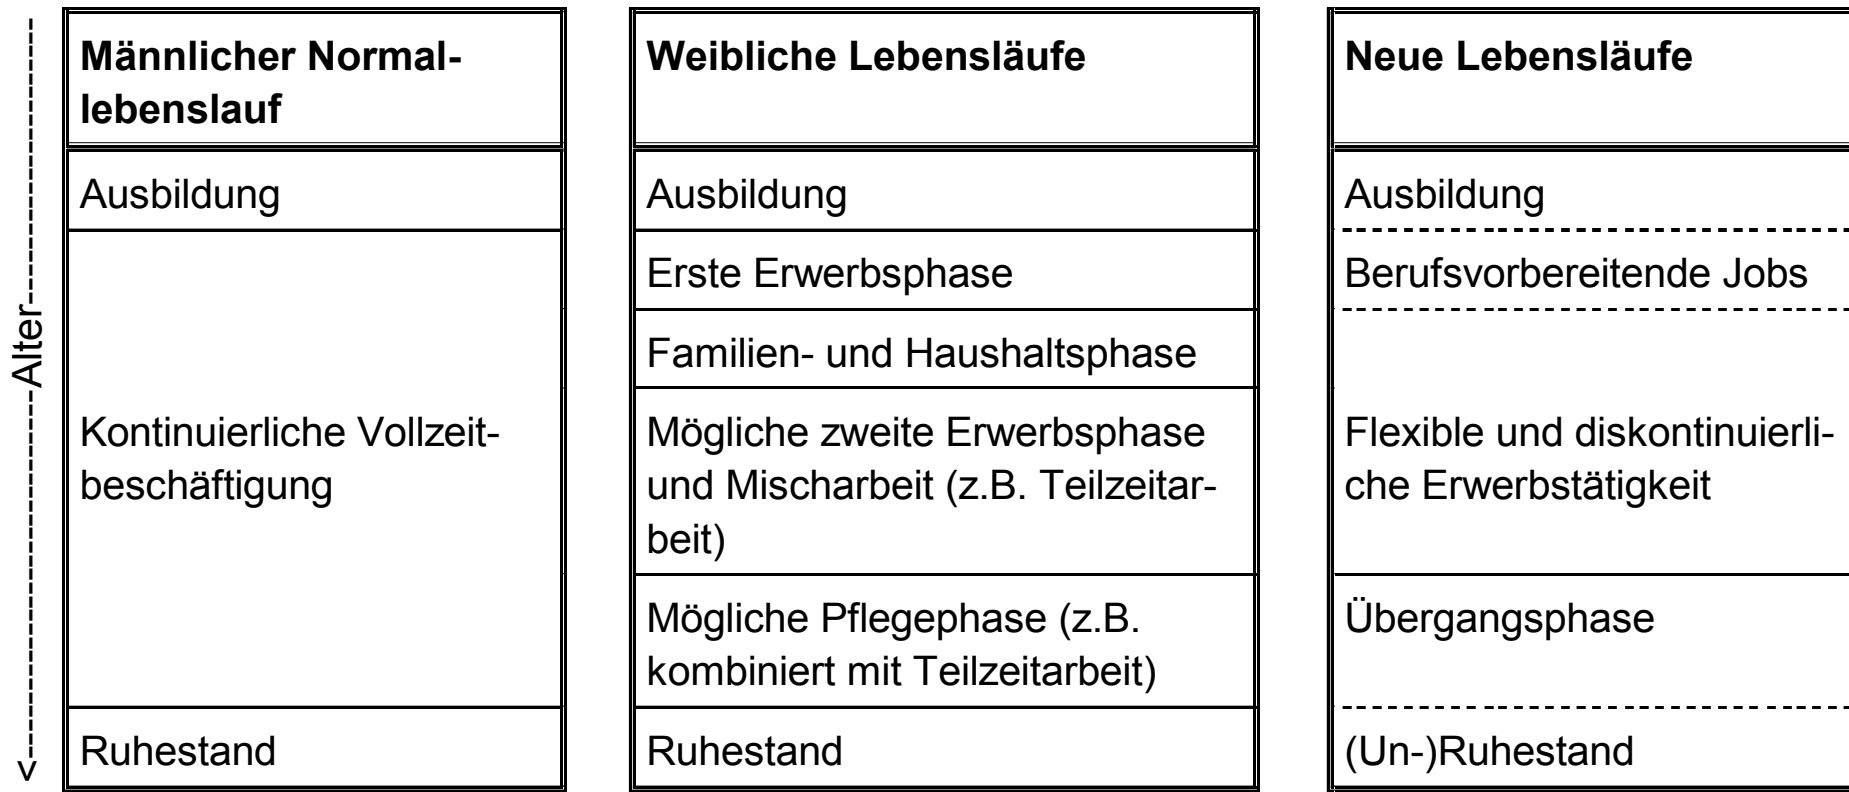 Alter
Männlicher Normal-
lebenslauf
Ausbildung
Kontinuierliche Vollzeit-
beschäftigung
Ruhestand
Weibliche Lebensläufe
Ausbildung
Erste Erwerbsphase
Familien- und Haushaltsphase
Mögliche zweite Erwerbsphase
und Mischarbeit (z.B. Teilzeitar-
beit)
Mögliche Pflegephase (z.B.
kombiniert mit Teilzeitarbeit)
Ruhestand
Neue Lebensläufe
Ausbildung
Berufsvorbereitende Jobs
Flexible und diskontinuierli-
che Erwerbstätigkeit
Übergangsphase
(Un-)Ruhestand